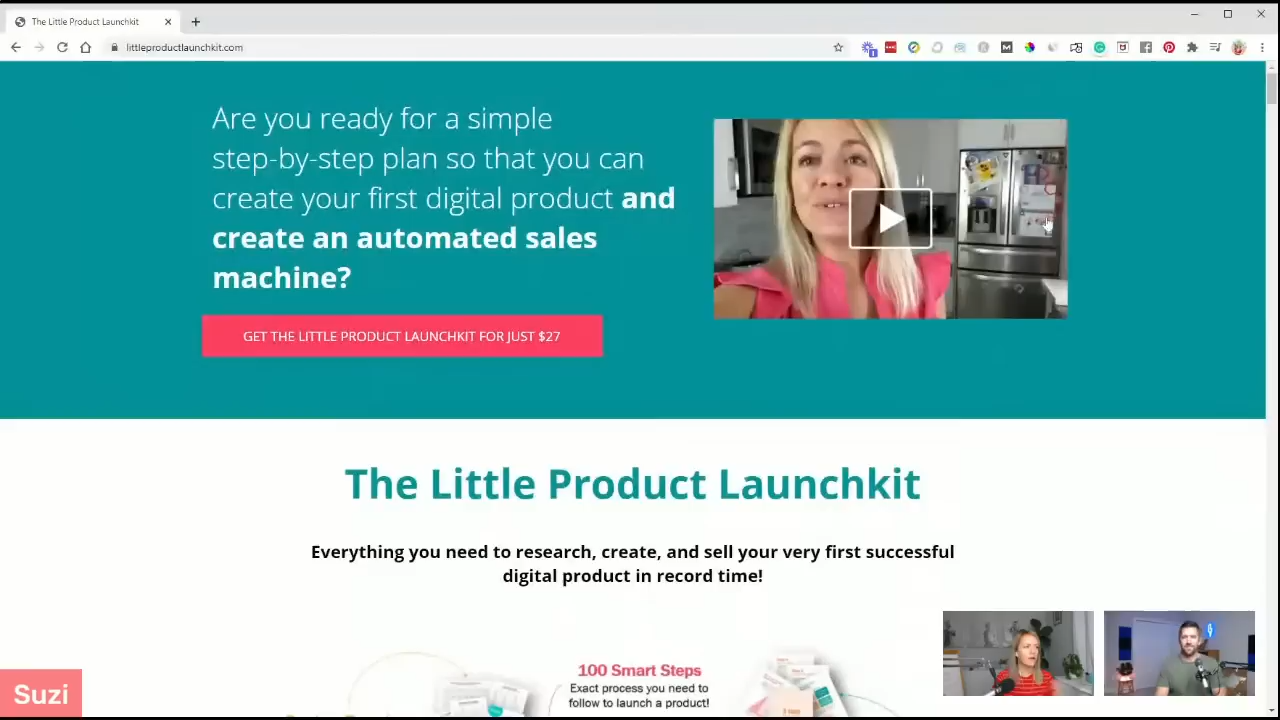 The Little Product Launchkit
littleproductlaunchkit.com
Are you ready for a simple
step-by-step plan so that you can
create your first digital product and
create an automated sales
machine?
GET THE LITTLE PRODUCT LAUNCHKIT FOR JUST $27
The Little Product Launchkit
Everything you need to research, create, and sell your very first successful
digital product in record time!
100 Smart Steps
Exact process you need to
follow to launch a product!
Suzi